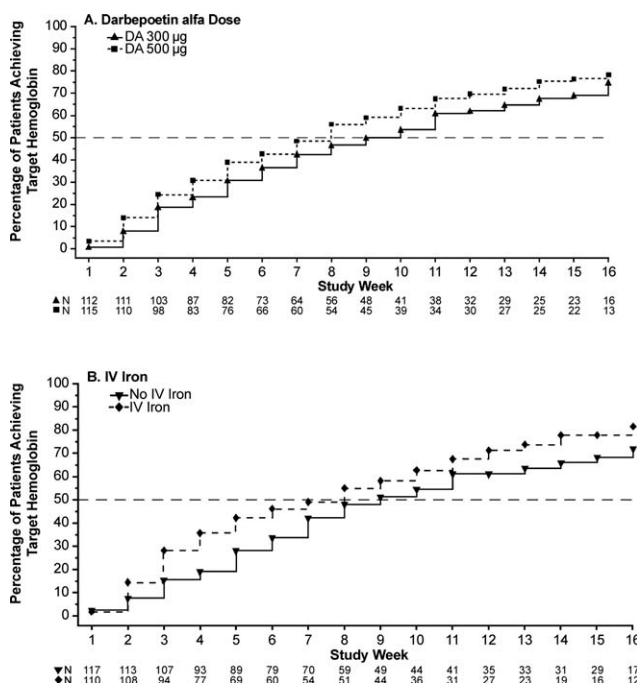 A. Darbepoetin alfa Dose
DA 300 µg
DA 500 µg
Percentage of Patients Achieving
Target Hemoglobin
100
90
80
70
60
50
40
30
20
10
0
1 2 3 4 5 6 7 8 9 10 11 12 13 14 15 16
Study Week
▲N 112 111 103 87 82 73 64 56 48 41 38 32 29 25 23 16
■N 115 110 98 83 76 66 60 54 45 39 34 30 27 25 22 13
B. IV Iron
No IV Iron
IV Iron
Percentage of Patients Achieving
Target Hemoglobin
100
90
80
70
60
50
40
30
20
10
0
1 2 3 4 5 6 7 8 9 10 11 12 13 14 15 16
Study Week
▼N 117 113 107 93 89 79 70 59 49 44 41 35 33 31 29 17
◆N 110 108 94 77 69 60 54 51 44 36 31 27 23 19 16 12